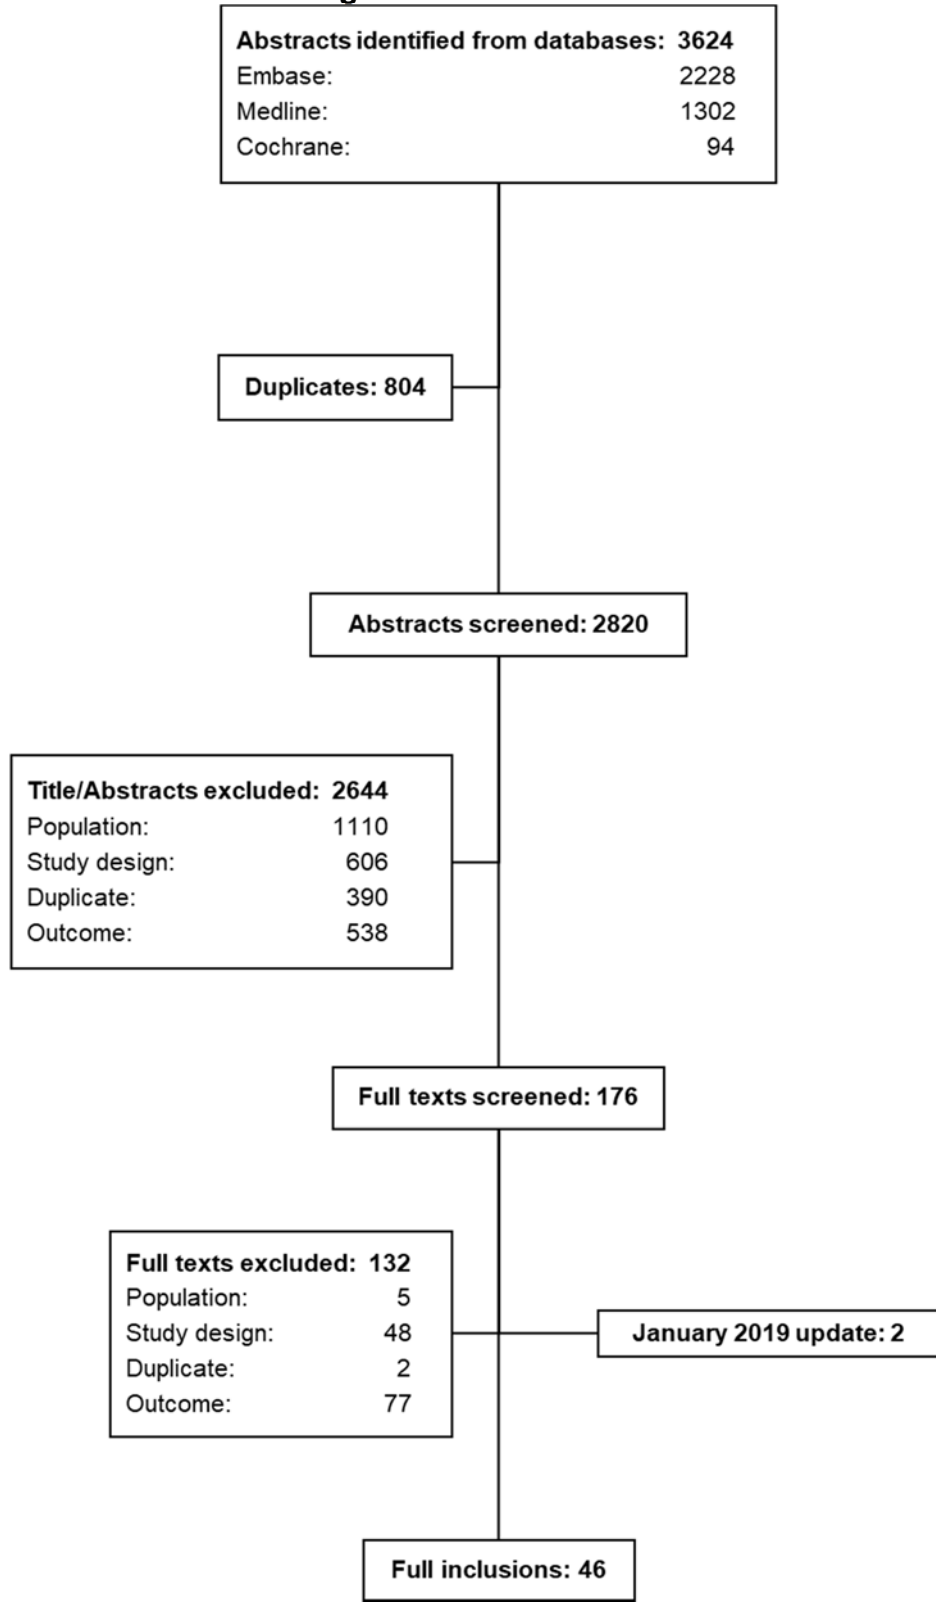 Abstracts identified from databases: 3624
Embase: 2228
Medline: 1302
Cochrane: 94
Duplicates: 804
Abstracts screened: 2820
Title/Abstracts excluded: 2644
Population: 1110
Study design: 606
Duplicate: 390
Outcome: 538
Full texts screened: 176
Full texts excluded: 132
Population: 5
Study design: 48
Duplicate: 2
Outcome: 77
January 2019 update: 2
Full inclusions: 46